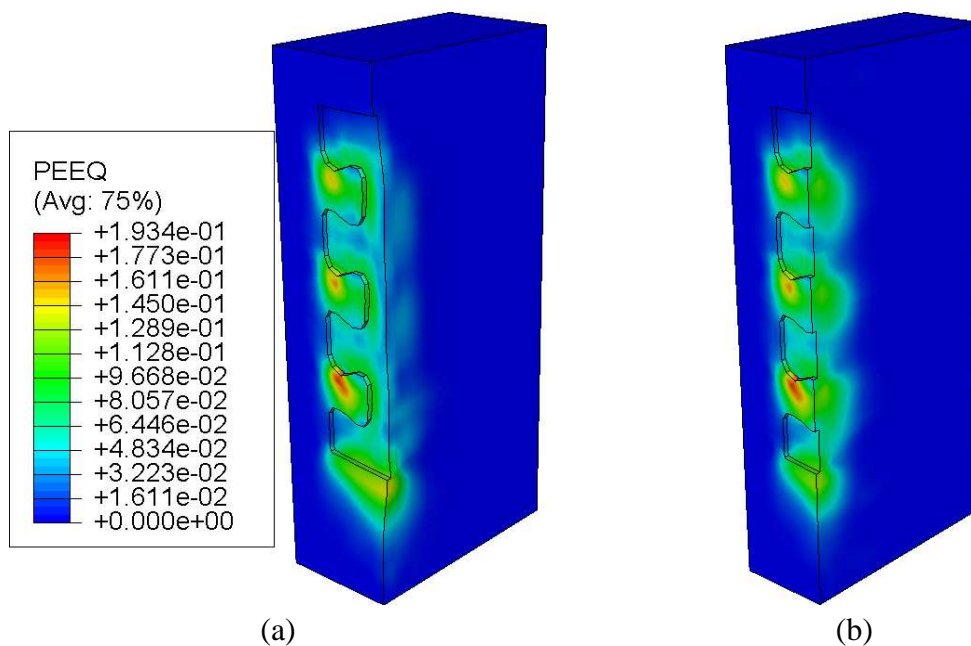 PEEQ
(Avg: 75%)
+1.934e-01
+1.773e-01
+1.611e-01
+1.450e-01
+1.289e-01
+1.128e-01
+9.668e-02
+8.057e-02
+6.446e-02
+4.834e-02
+3.223e-02
+1.611e-02
+0.000e+00
(a) (b)